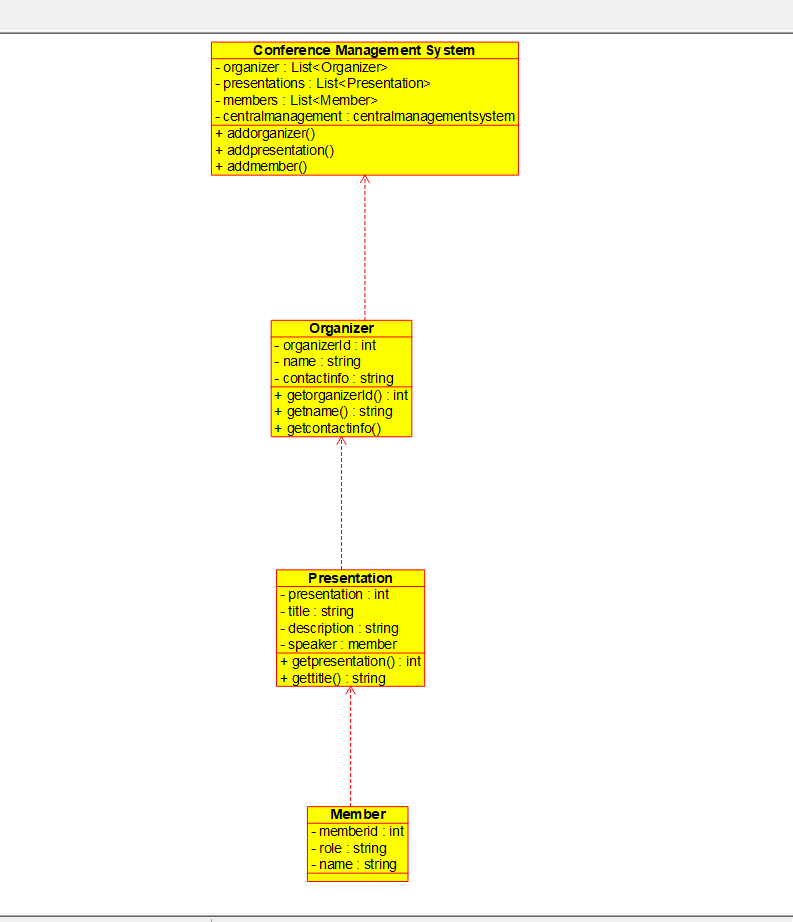 Conference Management System
- organizer : List<Organizer>
- presentations : List<Presentation>
- members : List<Member>
- centralmanagement : centralmanagementsystem
+ addorganizer()
+ addpresentation()
+ addmember()
Organizer
- organizerId : int
- name : string
- contactinfo : string
+ getorganizerId() : int
+ getname() : string
+ getcontactinfo()
Presentation
- presentation : int
- title : string
- description : string
- speaker : member
+ getpresentation() : int
+ gettitle() : string
Member
- memberid : int
- role : string
- name : string